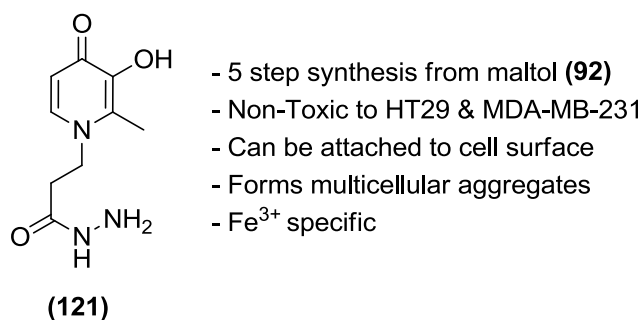 O
OH
N
O
N
H
NH₂
(121)
- 5 step synthesis from maltol (92)
- Non-Toxic to HT29 & MDA-MB-231
- Can be attached to cell surface
- Forms multicellular aggregates
- Fe³⁺ specific